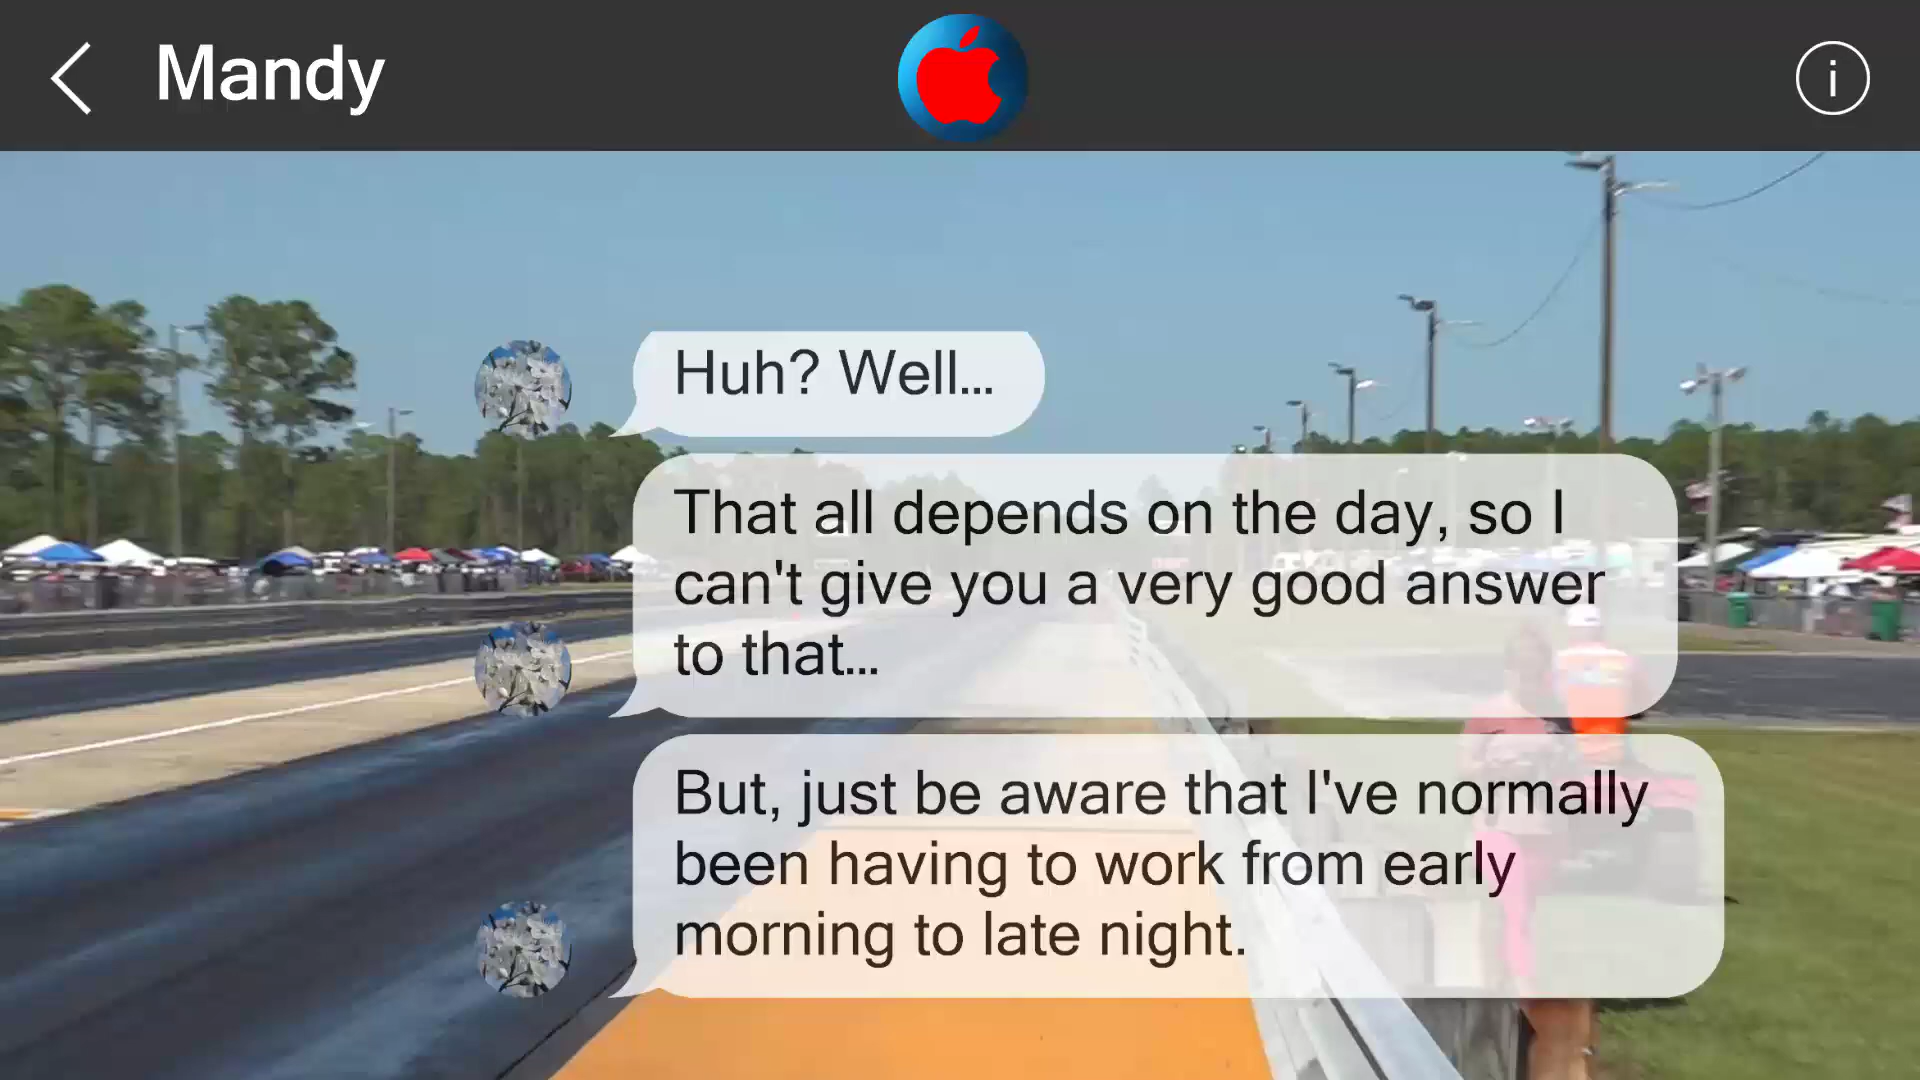 Mandy
i
Huh? Well...
That all depends on the day, so I
can't give you a very good answer
to that...
But, just be aware that I've normally
been having to work from early
morning to late night.